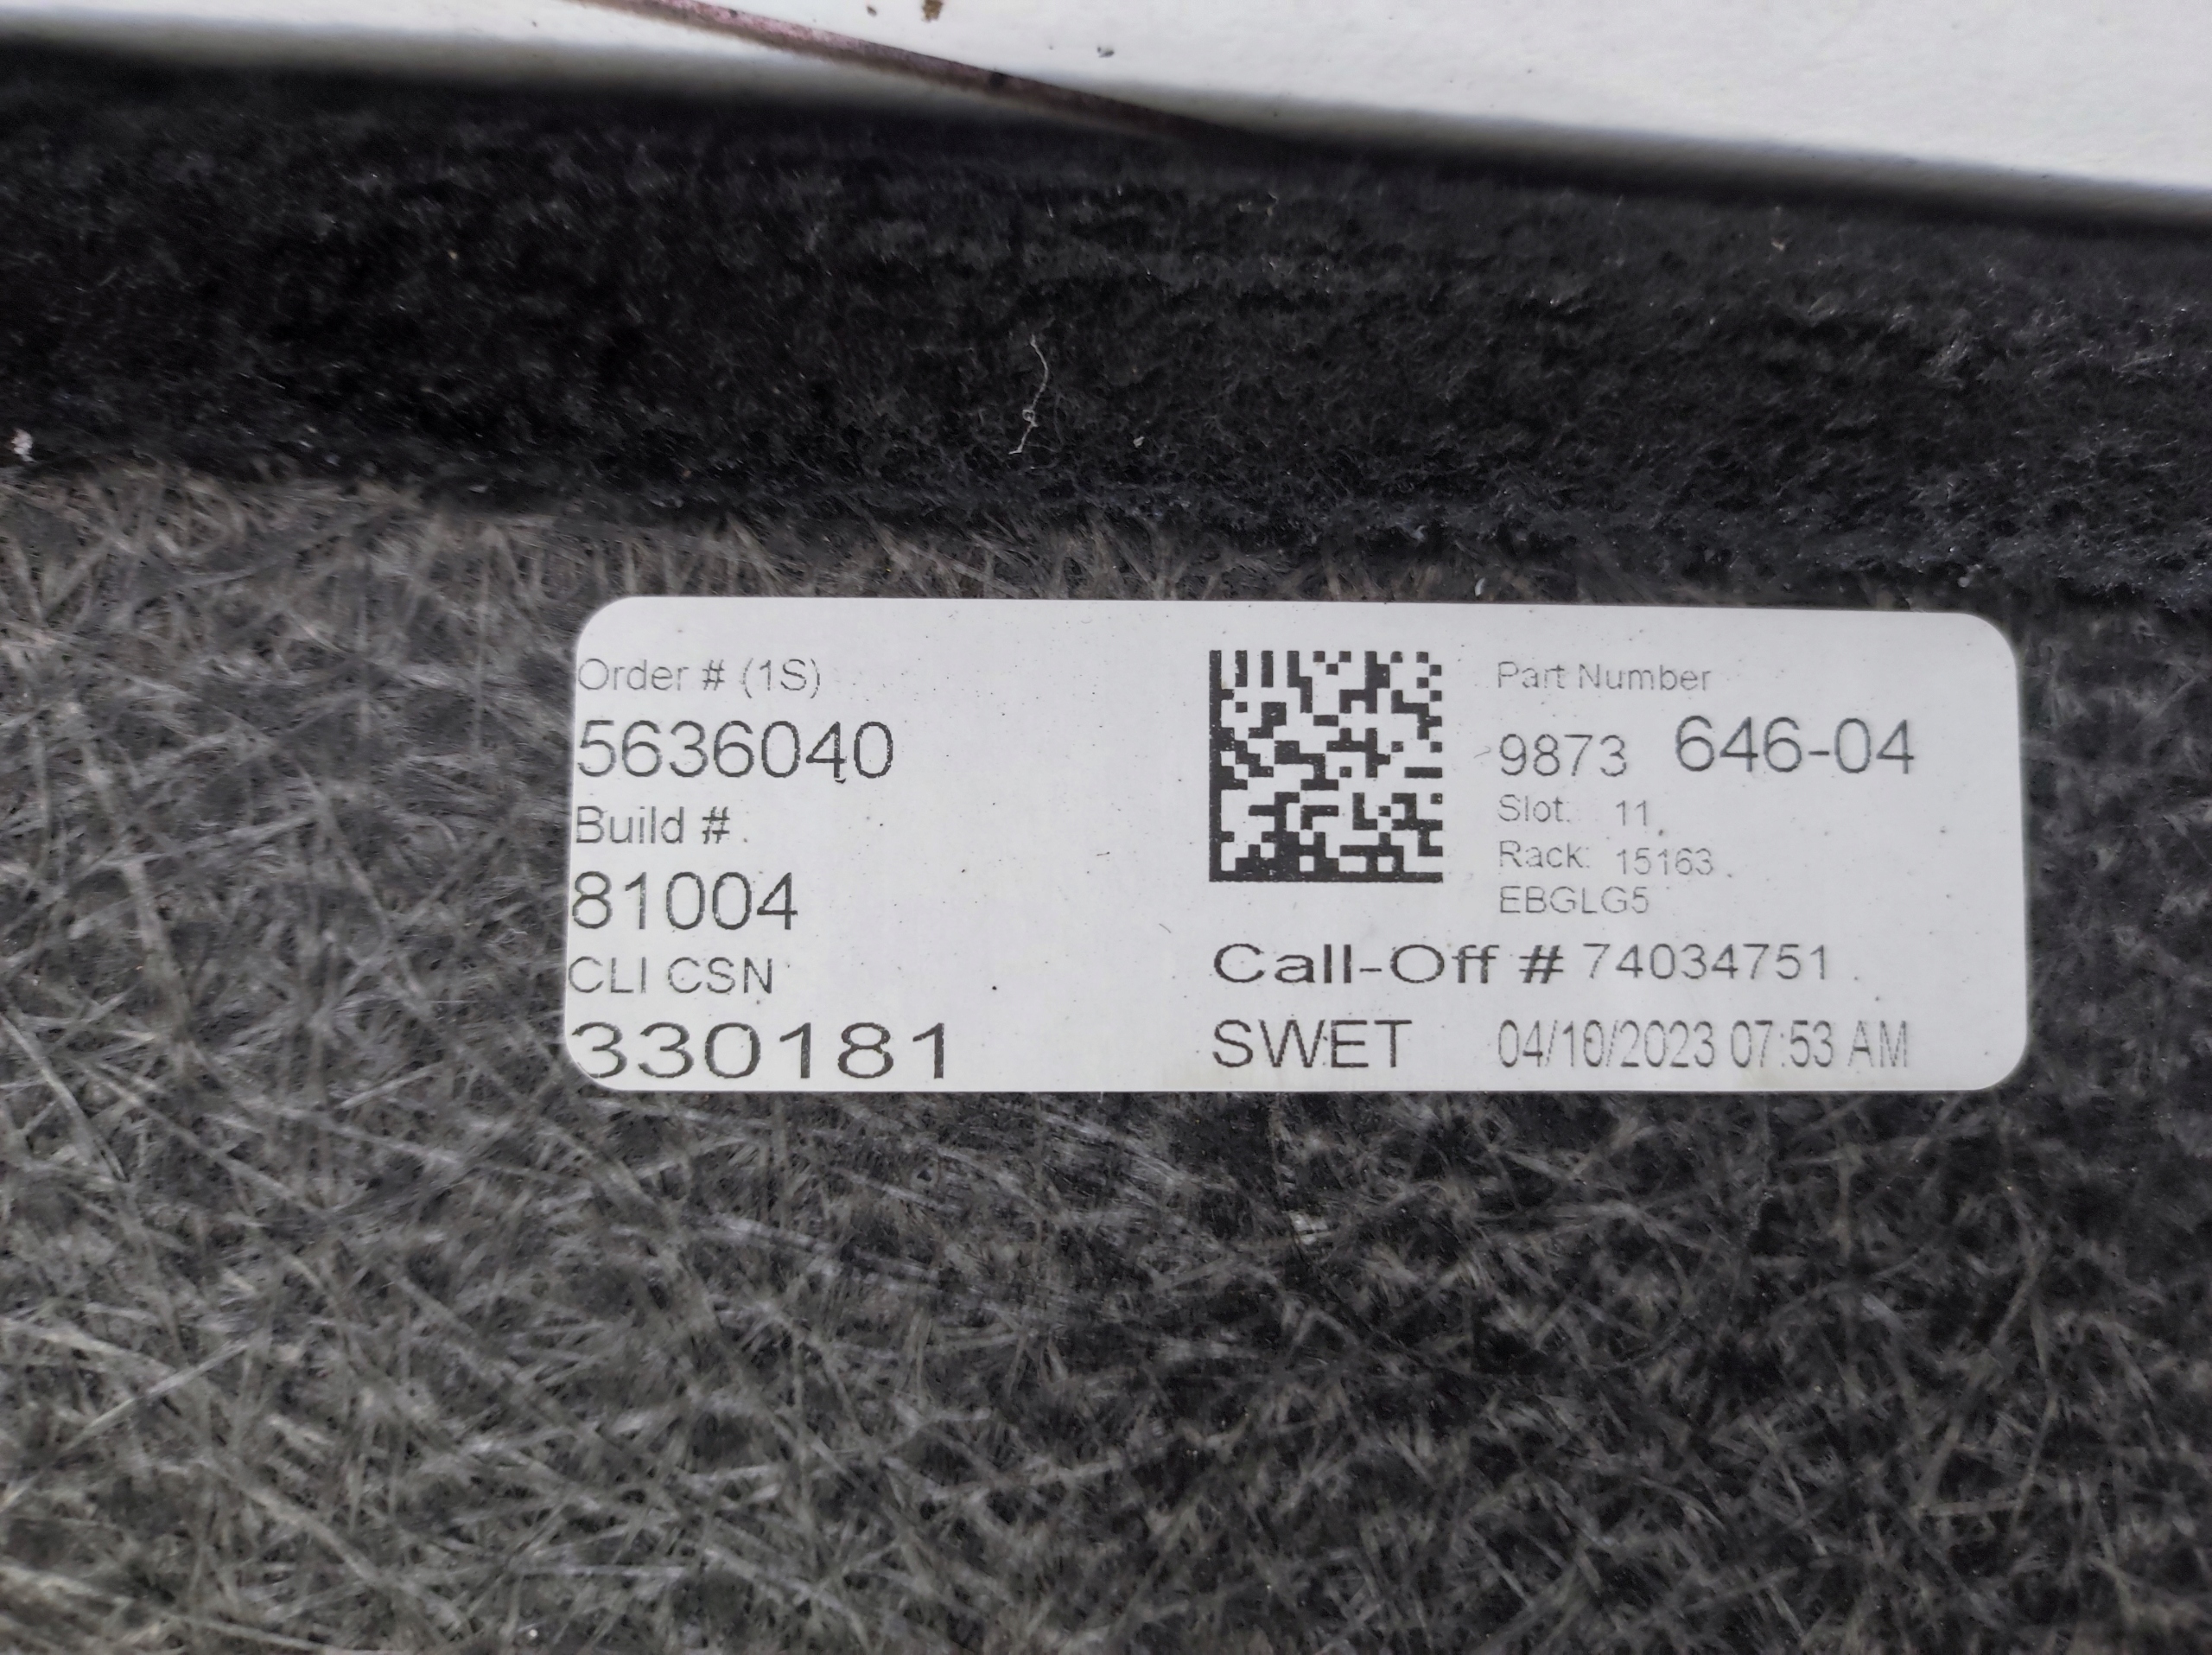 Order # (1S)
5636040
Build #
81004
CLI CSN
330181
Part Number
9873 646-04
Slot: 11
Rack: 15163
EBGLG5
Call-Off # 74034751
SWET 04/10/2023 07:53 AM